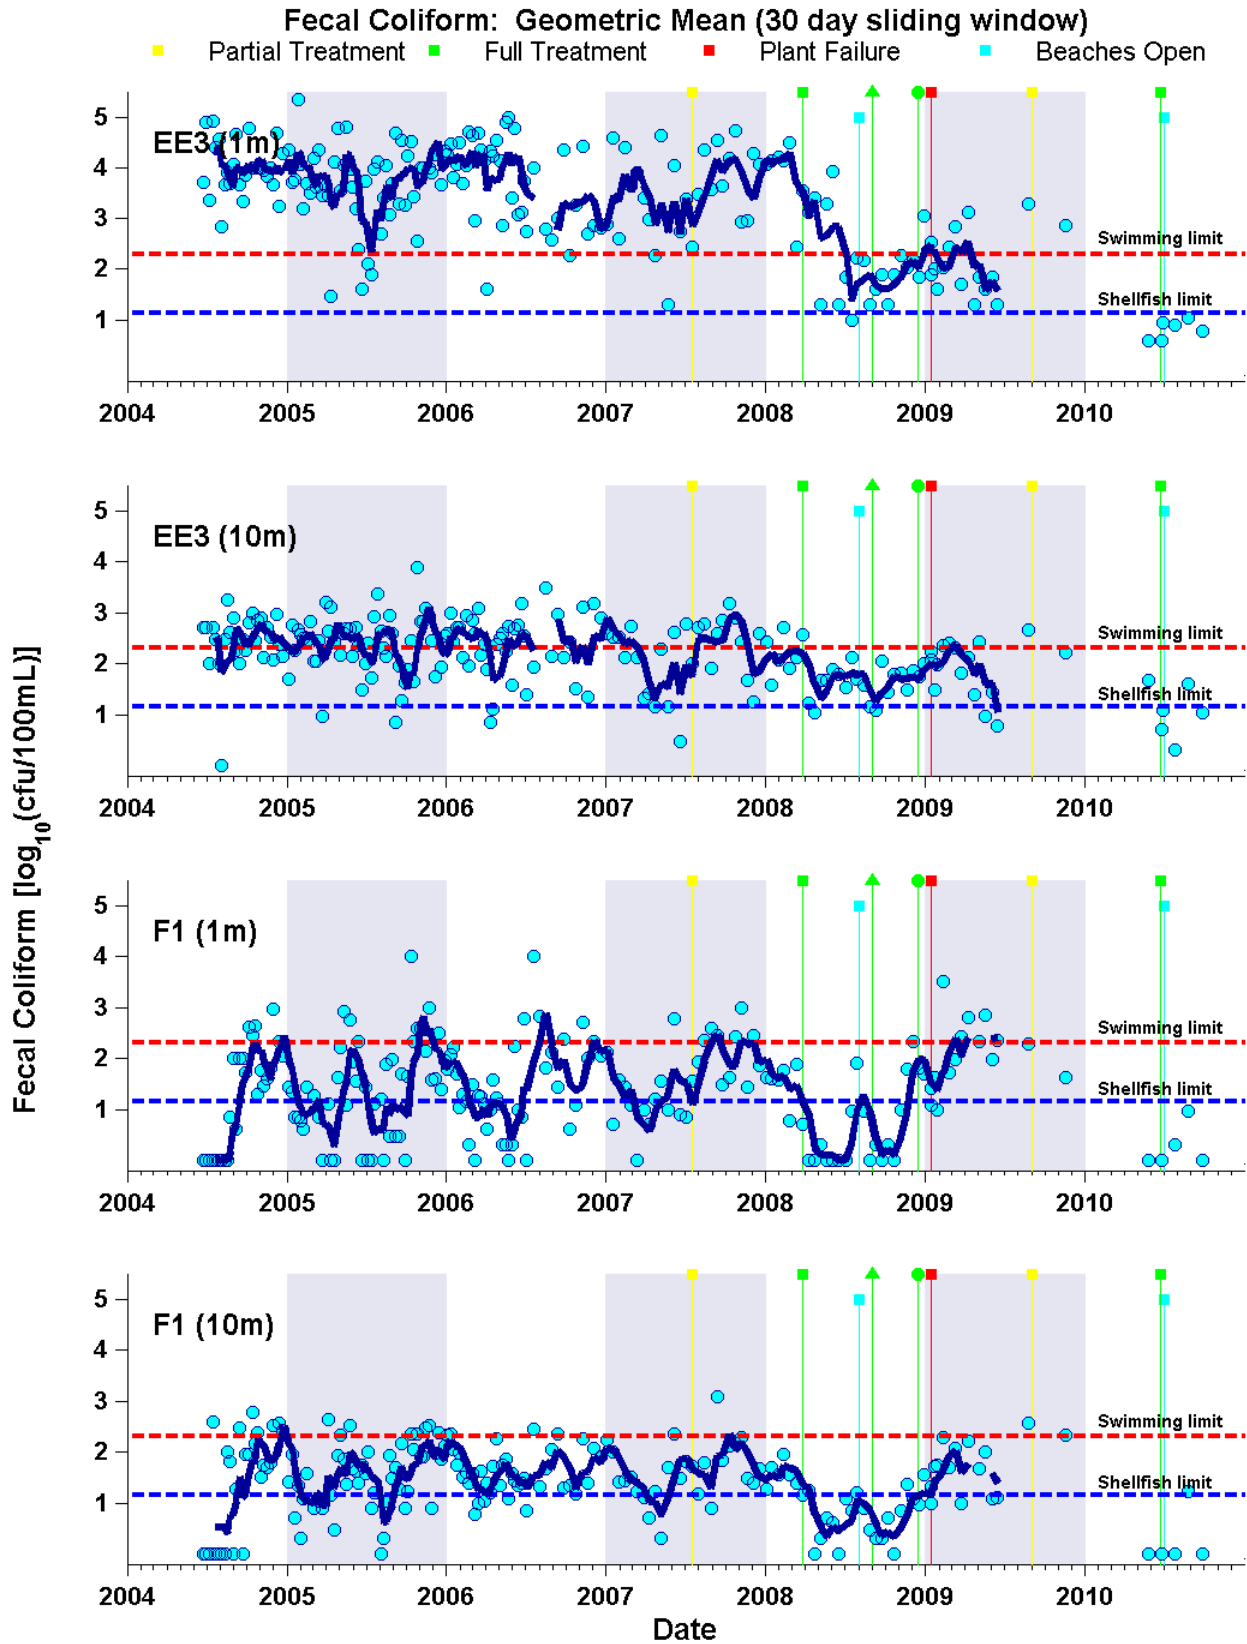 Fecal Coliform: Geometric Mean (30 day sliding window)
Partial Treatment Full Treatment Plant Failure Beaches Open
EE3 (1m)
5
4
3
2
1
Swimming limit
Shellfish limit
2004 2005 2006 2007 2008 2009 2010
EE3 (10m)
5
4
3
2
1
Swimming limit
Shellfish limit
2004 2005 2006 2007 2008 2009 2010
Fecal Coliform [log10(cfu/100mL)]
F1 (1m)
5
4
3
2
1
Swimming limit
Shellfish limit
2004 2005 2006 2007 2008 2009 2010
F1 (10m)
5
4
3
2
1
Swimming limit
Shellfish limit
2004 2005 2006 2007 2008 2009 2010
Date